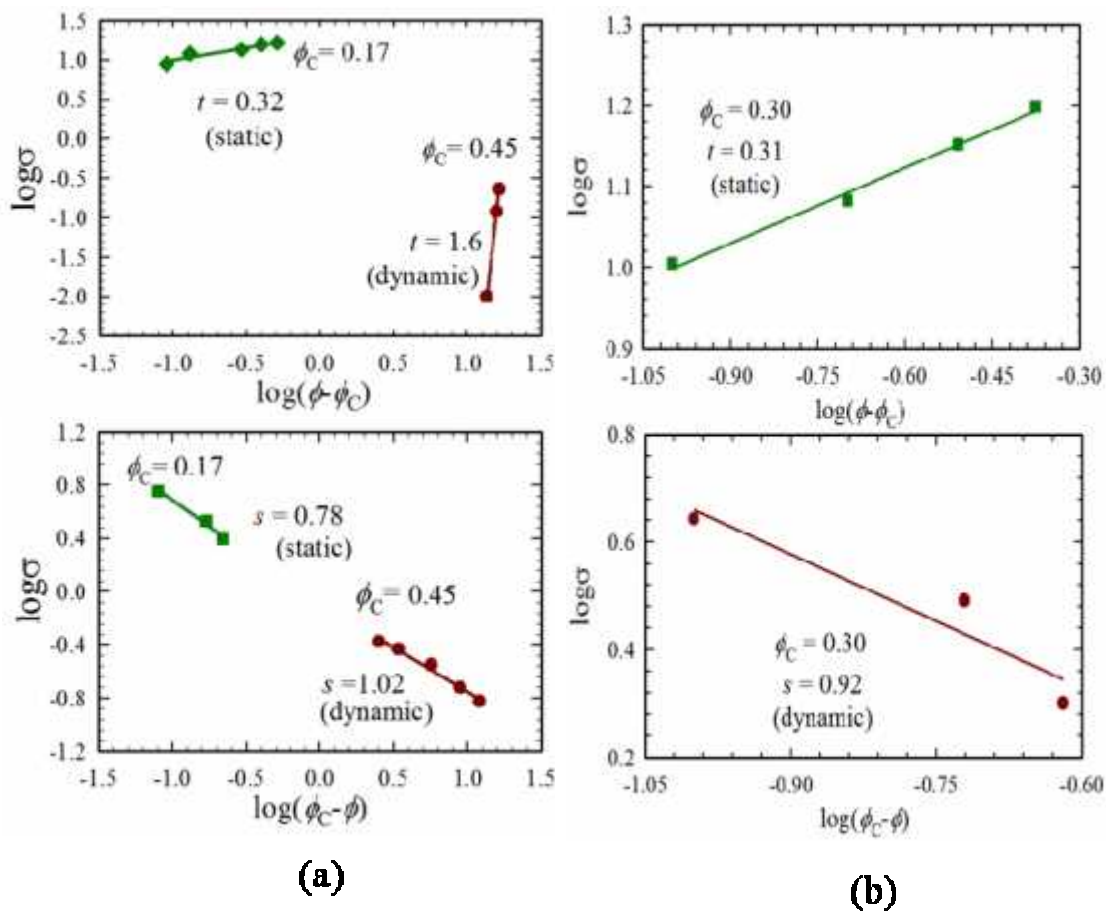 1.5
1.0
0.5
0.0
-0.5
-1.0
-1.5
-2.0
-2.5
logσ
ϕC= 0.17
t = 0.32
(static)
ϕC= 0.45
t = 1.6
(dynamic)
-1.5 -1.0 -0.5 0.0 0.5 1.0 1.5
log(ϕ-ϕC)
1.3
1.2
1.1
1.0
0.9
logσ
ϕC = 0.30
t = 0.31
(static)
-1.05 -0.90 -0.75 -0.60 -0.45 -0.30
log(ϕ-ϕC)
1.2
0.8
0.4
0.0
-0.4
-0.8
-1.2
logσ
ϕC= 0.17
s = 0.78
(static)
ϕC= 0.45
s =1.02
(dynamic)
-1.5 -1.0 -0.5 0.0 0.5 1.0 1.5
log(ϕC-ϕ)
0.8
0.6
0.4
0.2
logσ
ϕC = 0.30
s = 0.92
(dynamic)
-1.05 -0.90 -0.75 -0.60
log(ϕC-ϕ)
(a)
(b)